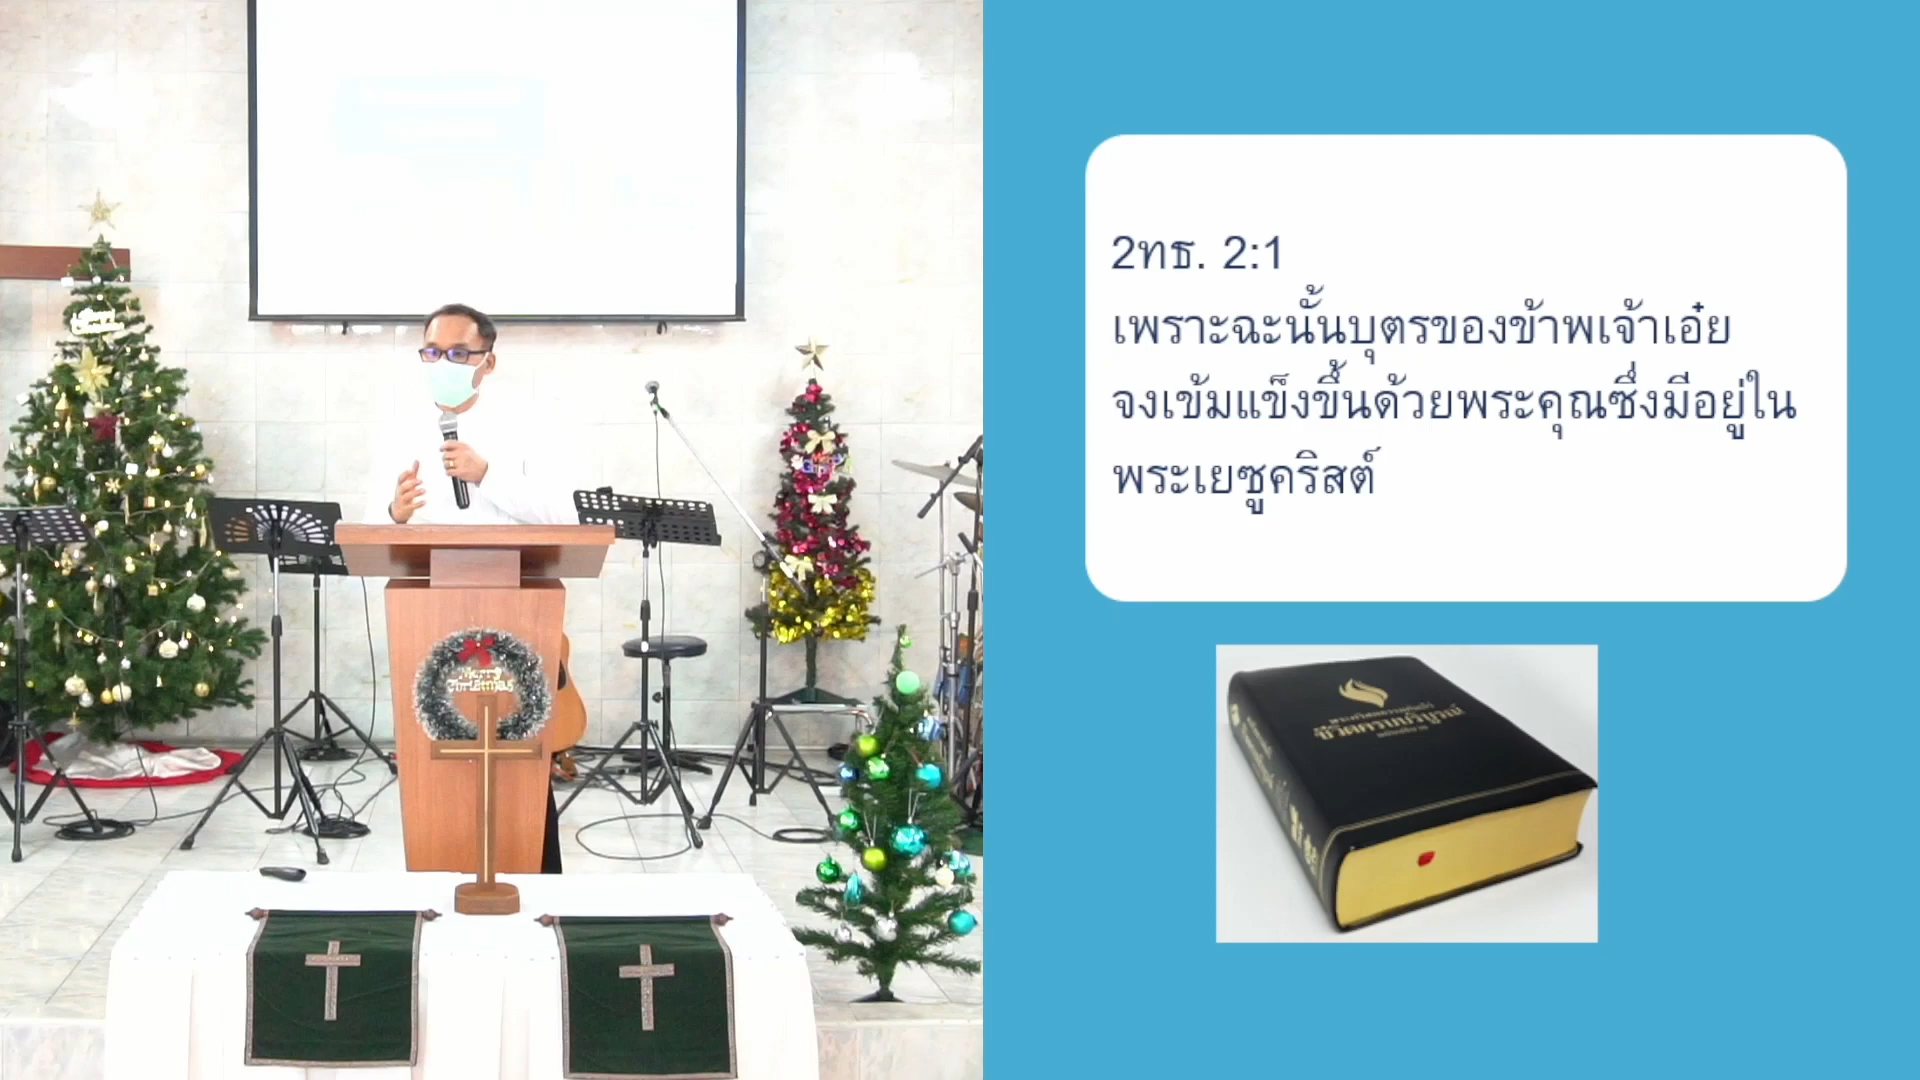 2ทธ. 2:1
เพราะฉะนั้นบุตรของข้าพเจ้าเอ๋ย
จงเข้มแข็งขึ้นด้วยพระคุณซึ่งมีอยู่ใน
พระเยซูคริสต์
Merry
Christmas